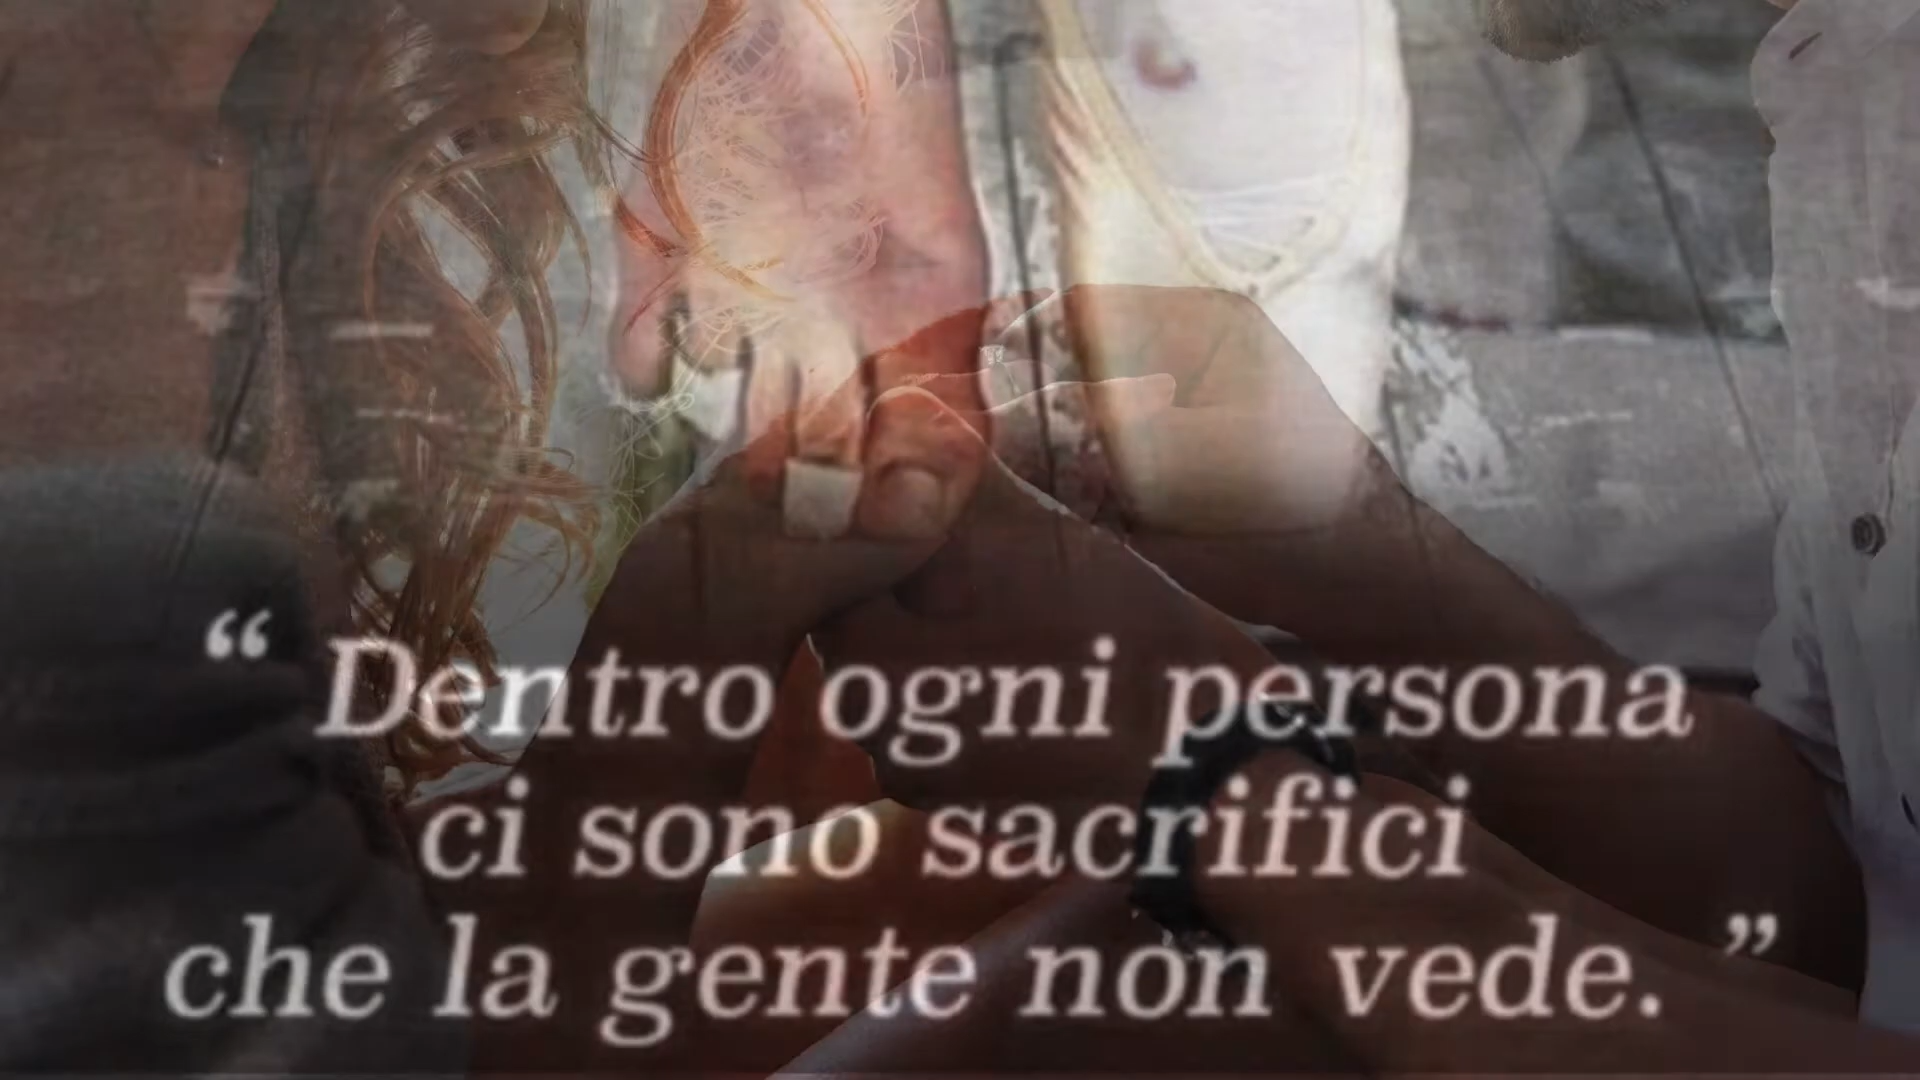 “ Dentro ogni persona
ci sono sacrifici
che la gente non vede. ”